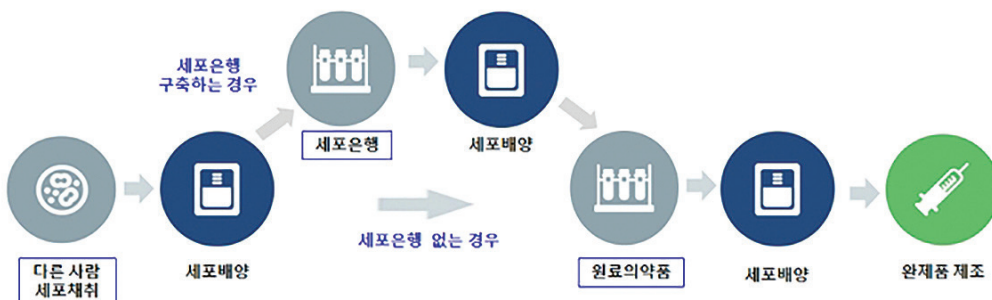 세포은행
구축하는 경우
세포은행
세포배양
세포은행 없는 경우
다른 사람
세포채취
세포배양
원료의약품
세포배양
완제품 제조